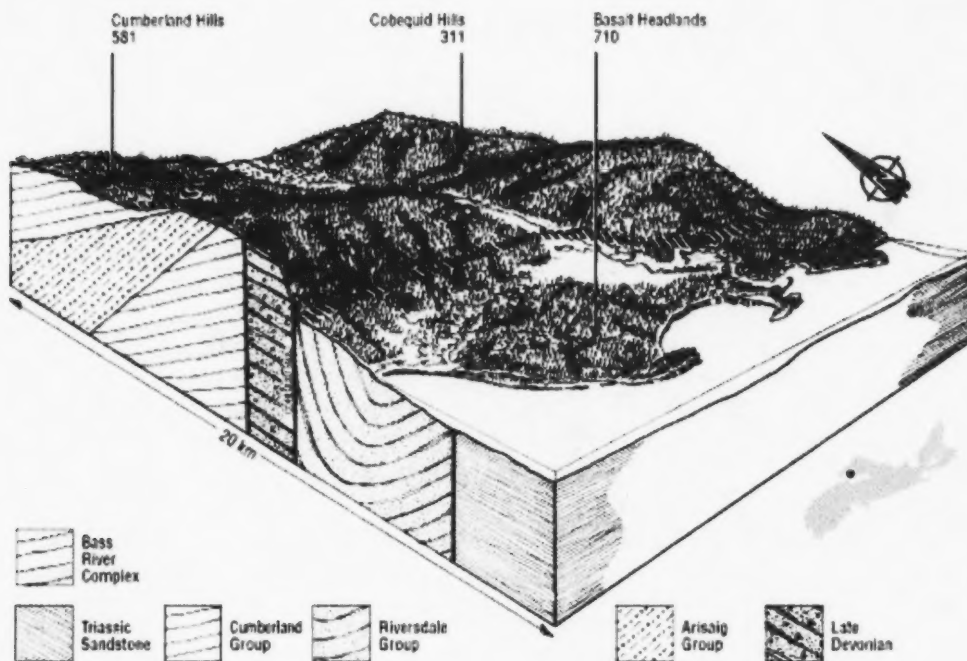 Cumberland Hills
581
Cobequid Hills
311
Basalt Headlands
710
20 km
Bass
River
Complex
Triassic
Sandstone
Cumberland
Group
Riversdale
Group
Arisaig
Group
Late
Devonian